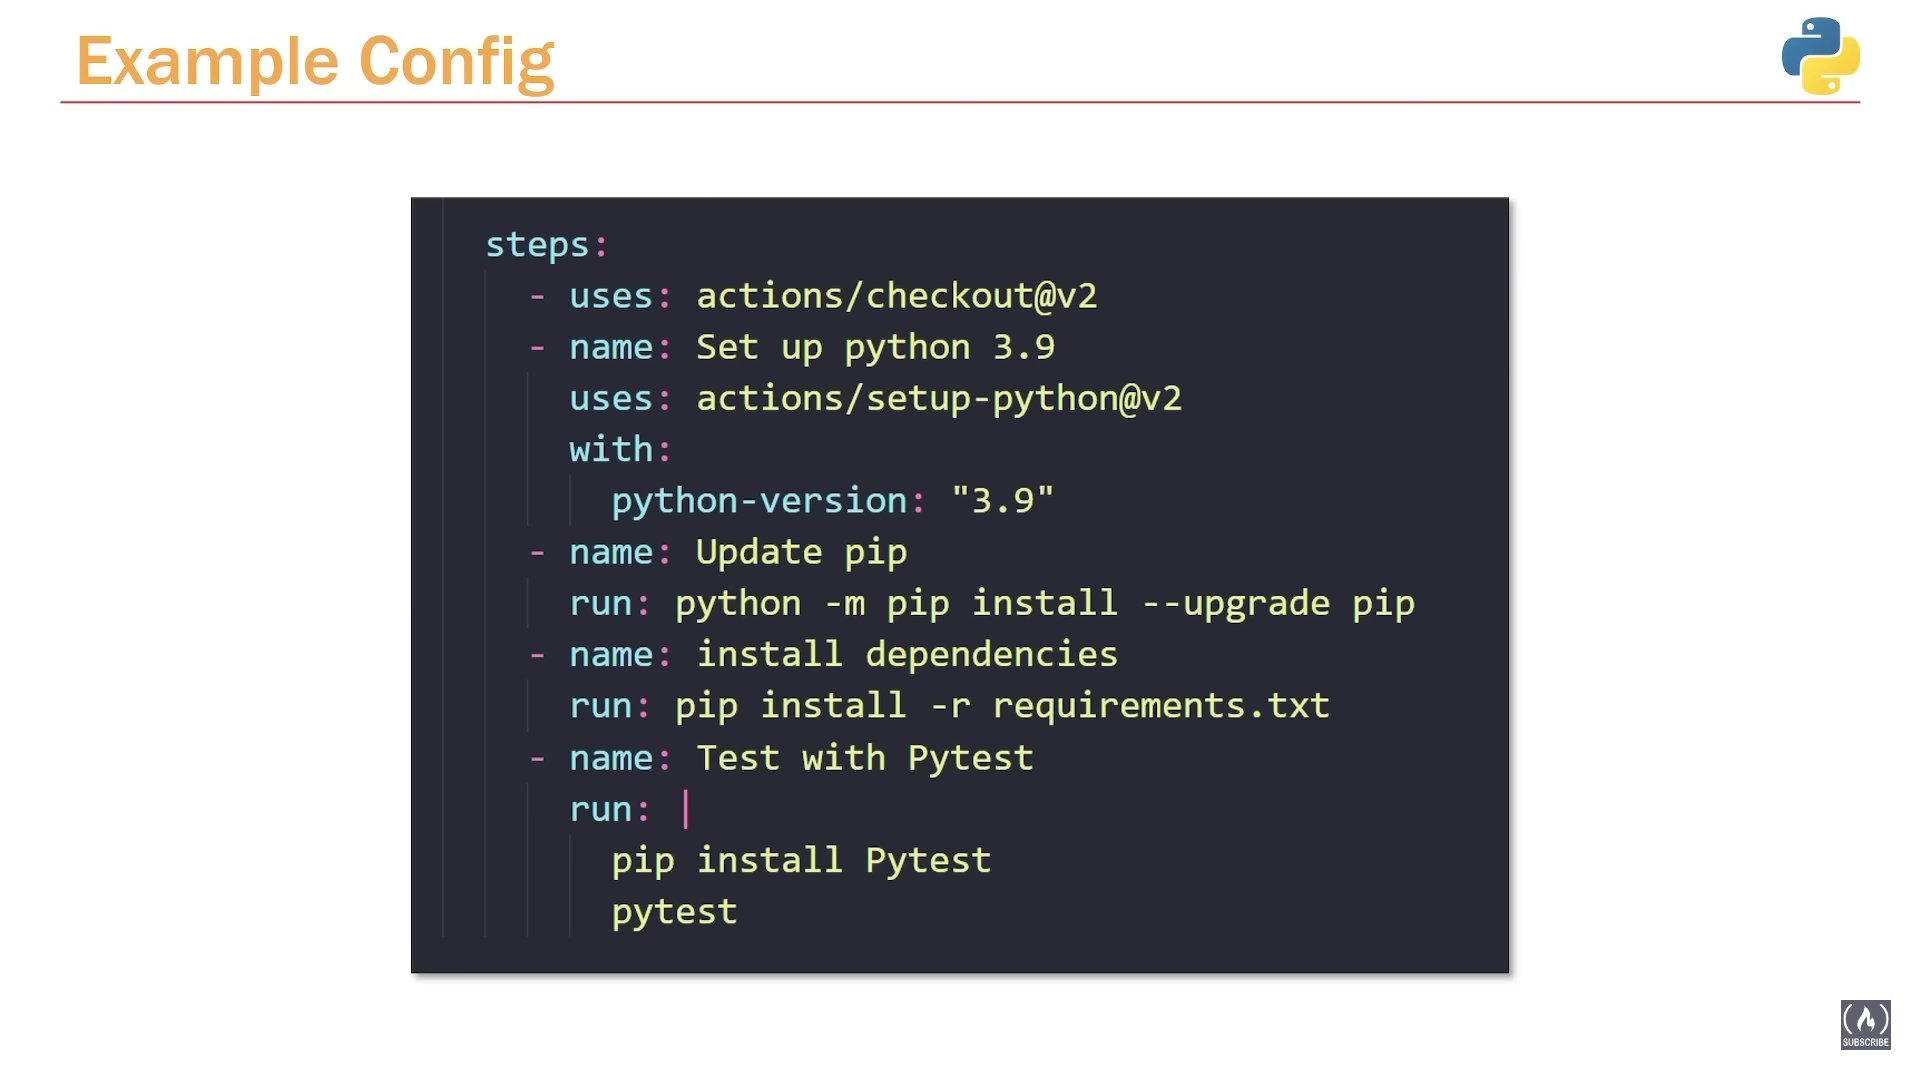 Example Config
steps:
- uses: actions/checkout@v2
- name: Set up python 3.9
uses: actions/setup-python@v2
with:
python-version: "3.9"
- name: Update pip
run: python -m pip install --upgrade pip
- name: install dependencies
run: pip install -r requirements.txt
- name: Test with Pytest
run: |
pip install Pytest
pytest
SUBSCRIBE